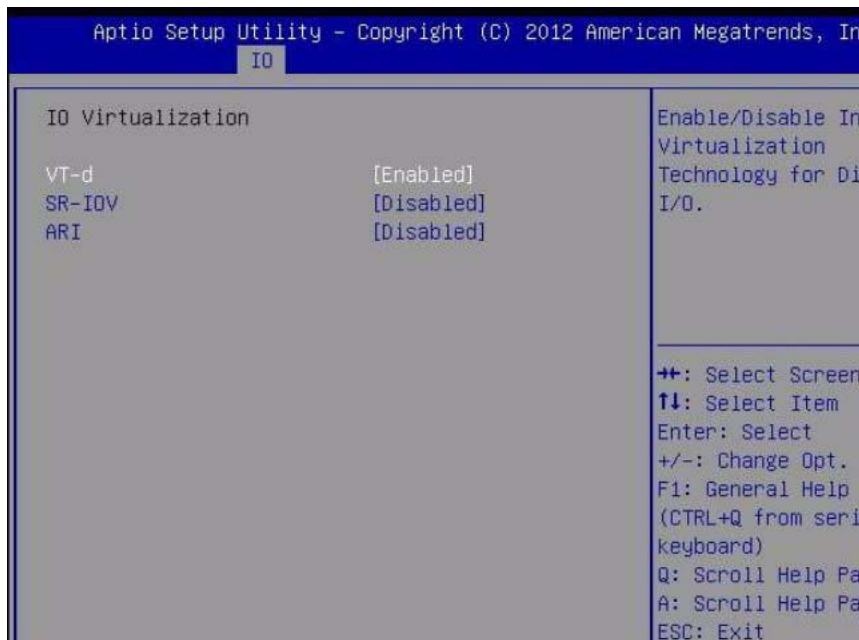 Aptio Setup Utility – Copyright (C) 2012 American Megatrends, In
IO
IO Virtualization
VT-d [Enabled]
SR-IOV [Disabled]
ARI [Disabled]
Enable/Disable In
Virtualization
Technology for Di
I/O.
→←: Select Screen
↑↓: Select Item
Enter: Select
+/-: Change Opt.
F1: General Help
(CTRL+Q from seri
keyboard)
Q: Scroll Help Pa
A: Scroll Help Pa
ESC: Exit